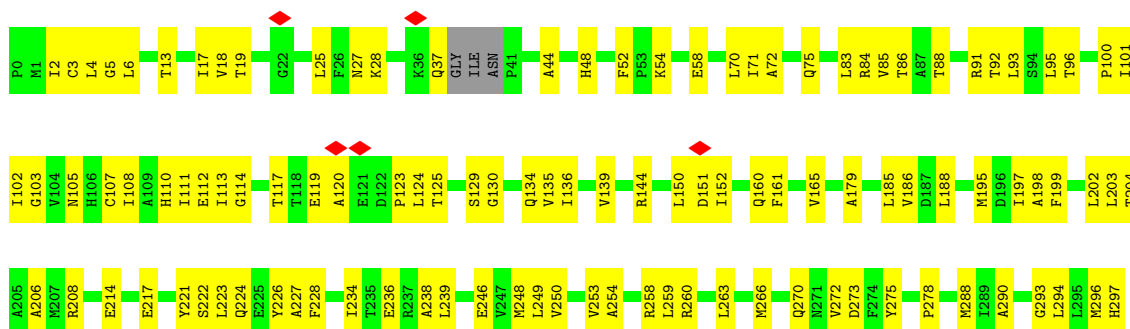 P0 M1 I2 C3 L4 G5 L6 T13 I17 V18 T19 G22 L25 F26 N27 K28 K36 Q37 GLY ILE ASN P41 A44 H48 F52 P53 K54 E58 L70 I71 A72 Q75 L83 R84 V85 T86 A87 T88 R91 T92 L93 S94 L95 T96 P100 I101
I102 G103 V104 N105 H106 C107 I108 A109 H110 I111 E112 I113 G114 T117 T118 E119 A120 E121 D122 P123 L124 T125 S129 G130 Q134 V135 I136 V139 R144 L150 D151 I152 Q160 F161 V165 A179 L185 V186 D187 L188 M195 D196 I197 A198 F199 L202 L203 T204
A205 A206 M207 R208 E214 E217 Y221 S222 L223 Q224 E225 Y226 A227 F228 I234 T235 E236 R237 A238 L239 E246 V247 M248 L249 V250 V253 A254 R258 L259 R260 L263 M266 Q270 N271 V272 D273 F274 Y275 P278 M288 I289 A290 G293 L294 L295 M296 H297